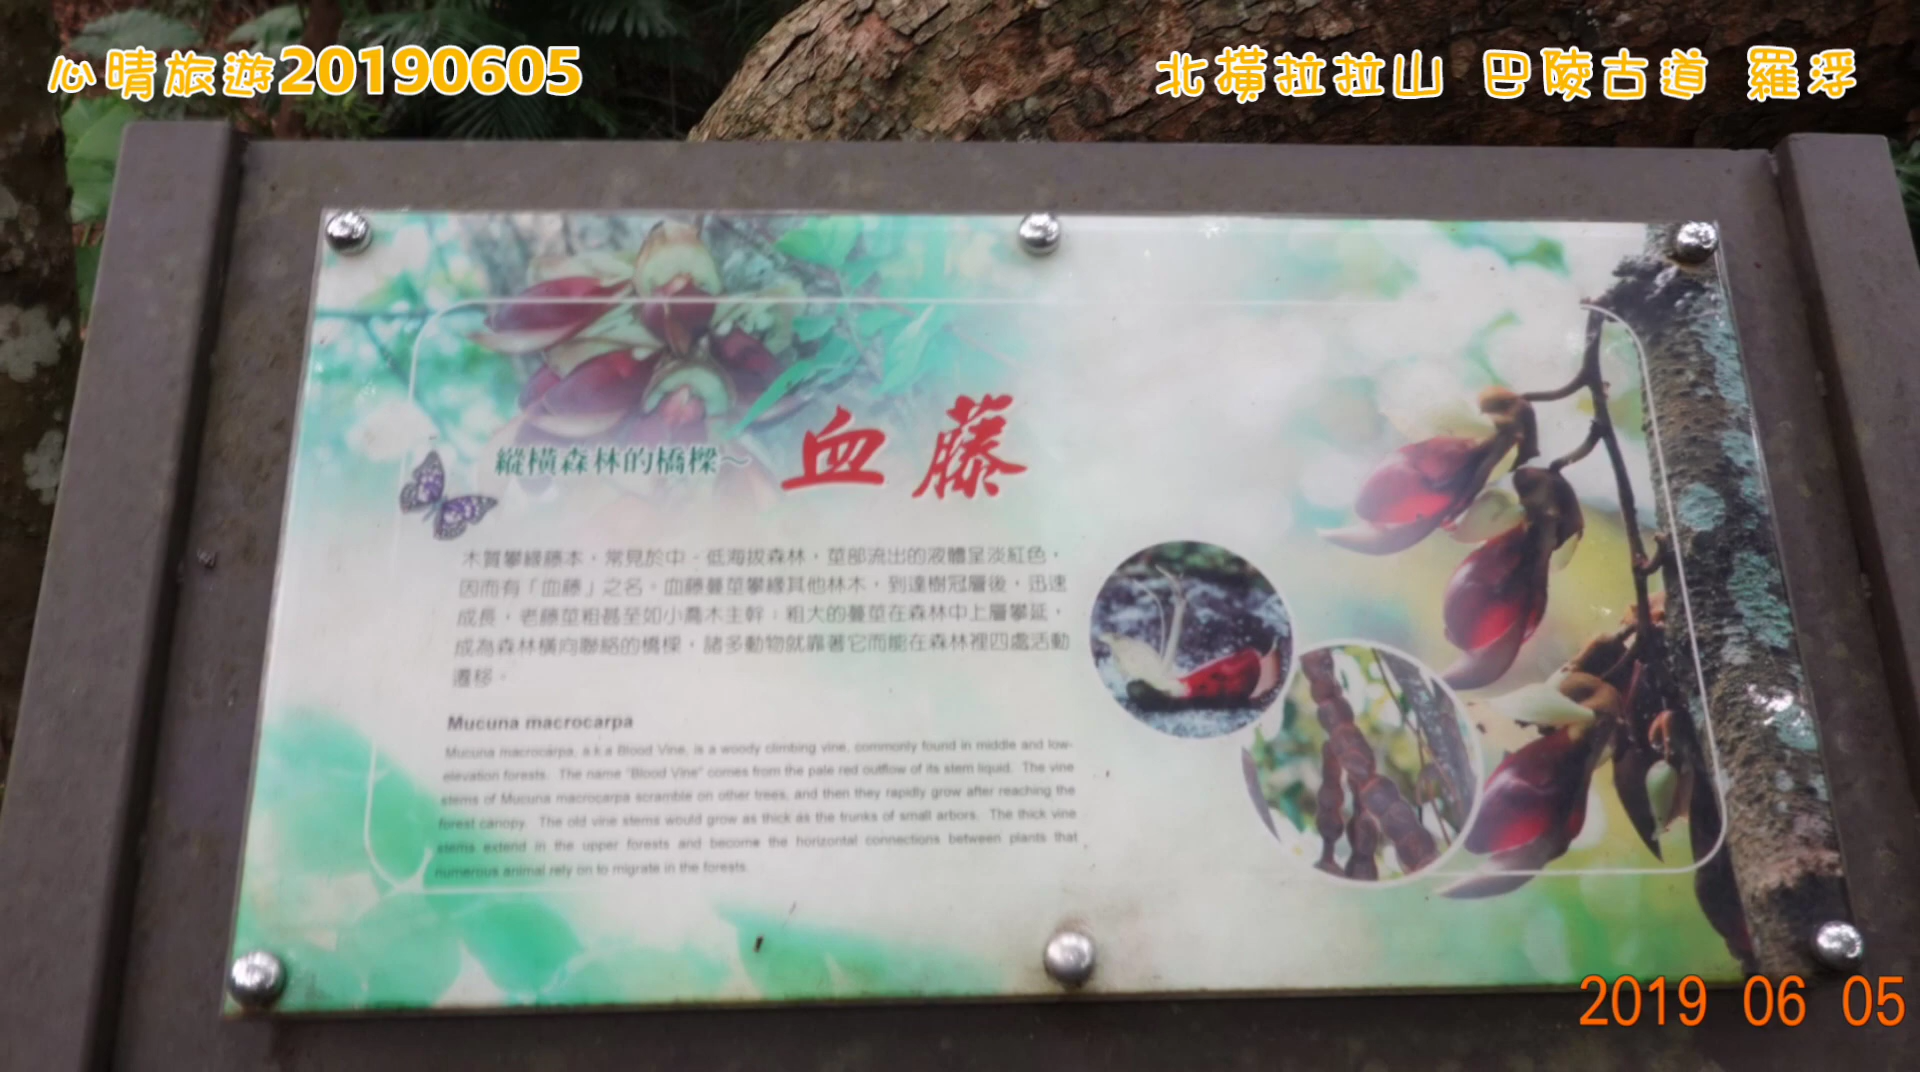 心晴旅遊20190605
北橫拉拉山 巴陵古道 羅浮
縱橫森林的橋樑～ 血藤
木質攀緣藤本，常見於中、低海拔森林，莖部流出的液體呈淡紅色，
因而有「血藤」之名。血藤蔓莖攀緣其他林木，到達樹冠層後，迅速
成長，老藤莖粗甚至如小喬木主幹；粗大的蔓莖在森林中上層攀延，
成為森林橫向聯絡的橋樑，諸多動物就靠著它而能在森林裡四處活動
遷移。
Mucuna macrocarpa
Mucuna macrocarpa, a.k.a Blood Vine, is a woody climbing vine, commonly found in middle and low-
elevation forests. The name "Blood Vine" comes from the pale red outflow of its stem liquid. The vine
stems of Mucuna macrocarpa scramble on other trees, and then they rapidly grow after reaching the
forest canopy. The old vine stems would grow as thick as the trunks of small arbors. The thick vine
stems extend in the upper forests and become the horizontal connections between plants that
numerous animal rely on to migrate in the forests.
2019 06 05